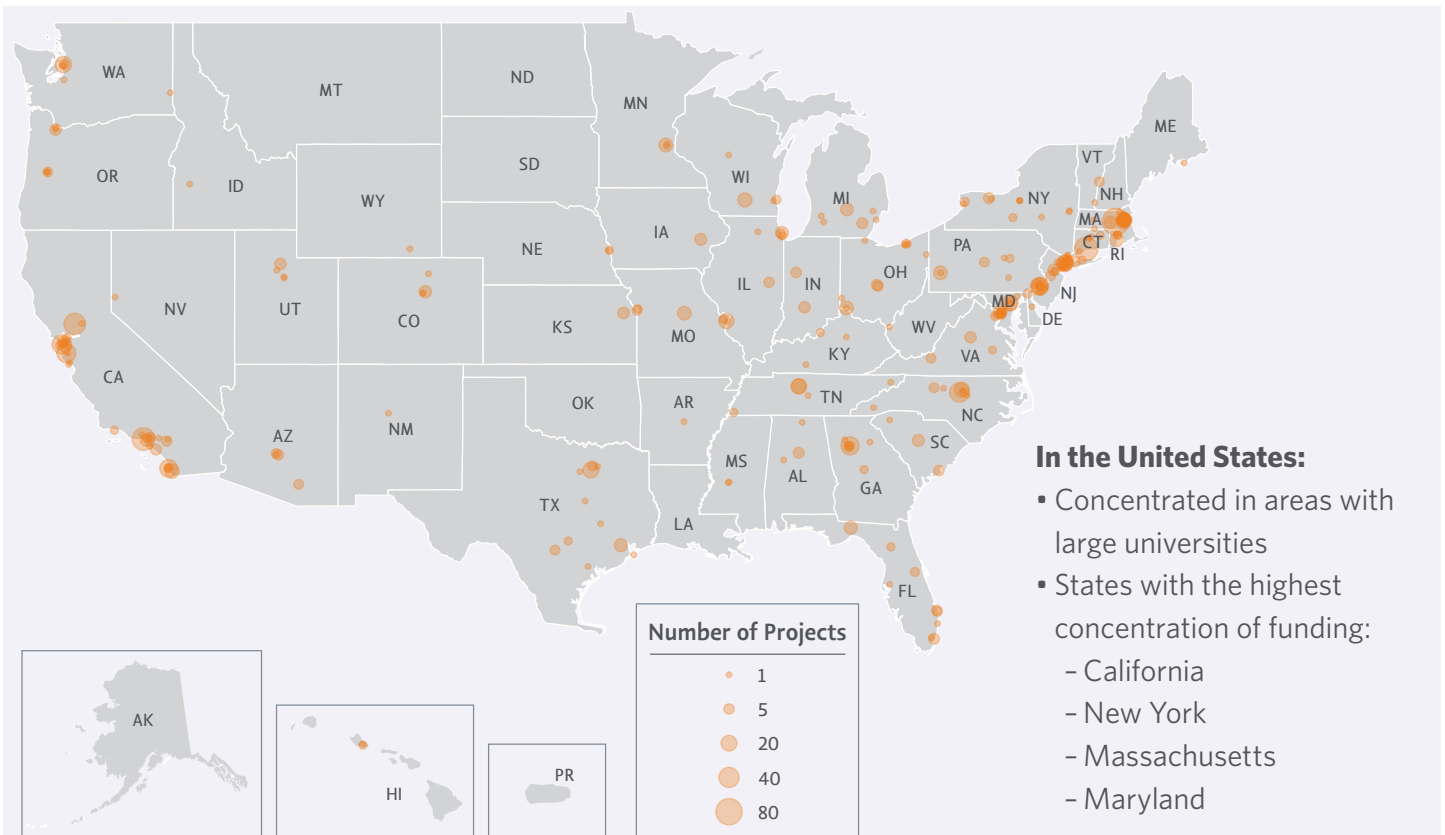 WA
MT
ND
MN
ME
VT
NH
NY
MA
CT
RI
OR
ID
SD
WI
MI
WY
IA
NE
PA
NJ
OH
IL
IN
MD
DE
NV
UT
CO
KS
MO
WV
VA
KY
CA
OK
AR
TN
NC
AZ
NM
MS
AL
GA
SC
TX
LA
FL
AK
HI
PR
Number of Projects
1
5
20
40
80
In the United States:
• Concentrated in areas with
large universities
• States with the highest
concentration of funding:
– California
– New York
– Massachusetts
– Maryland